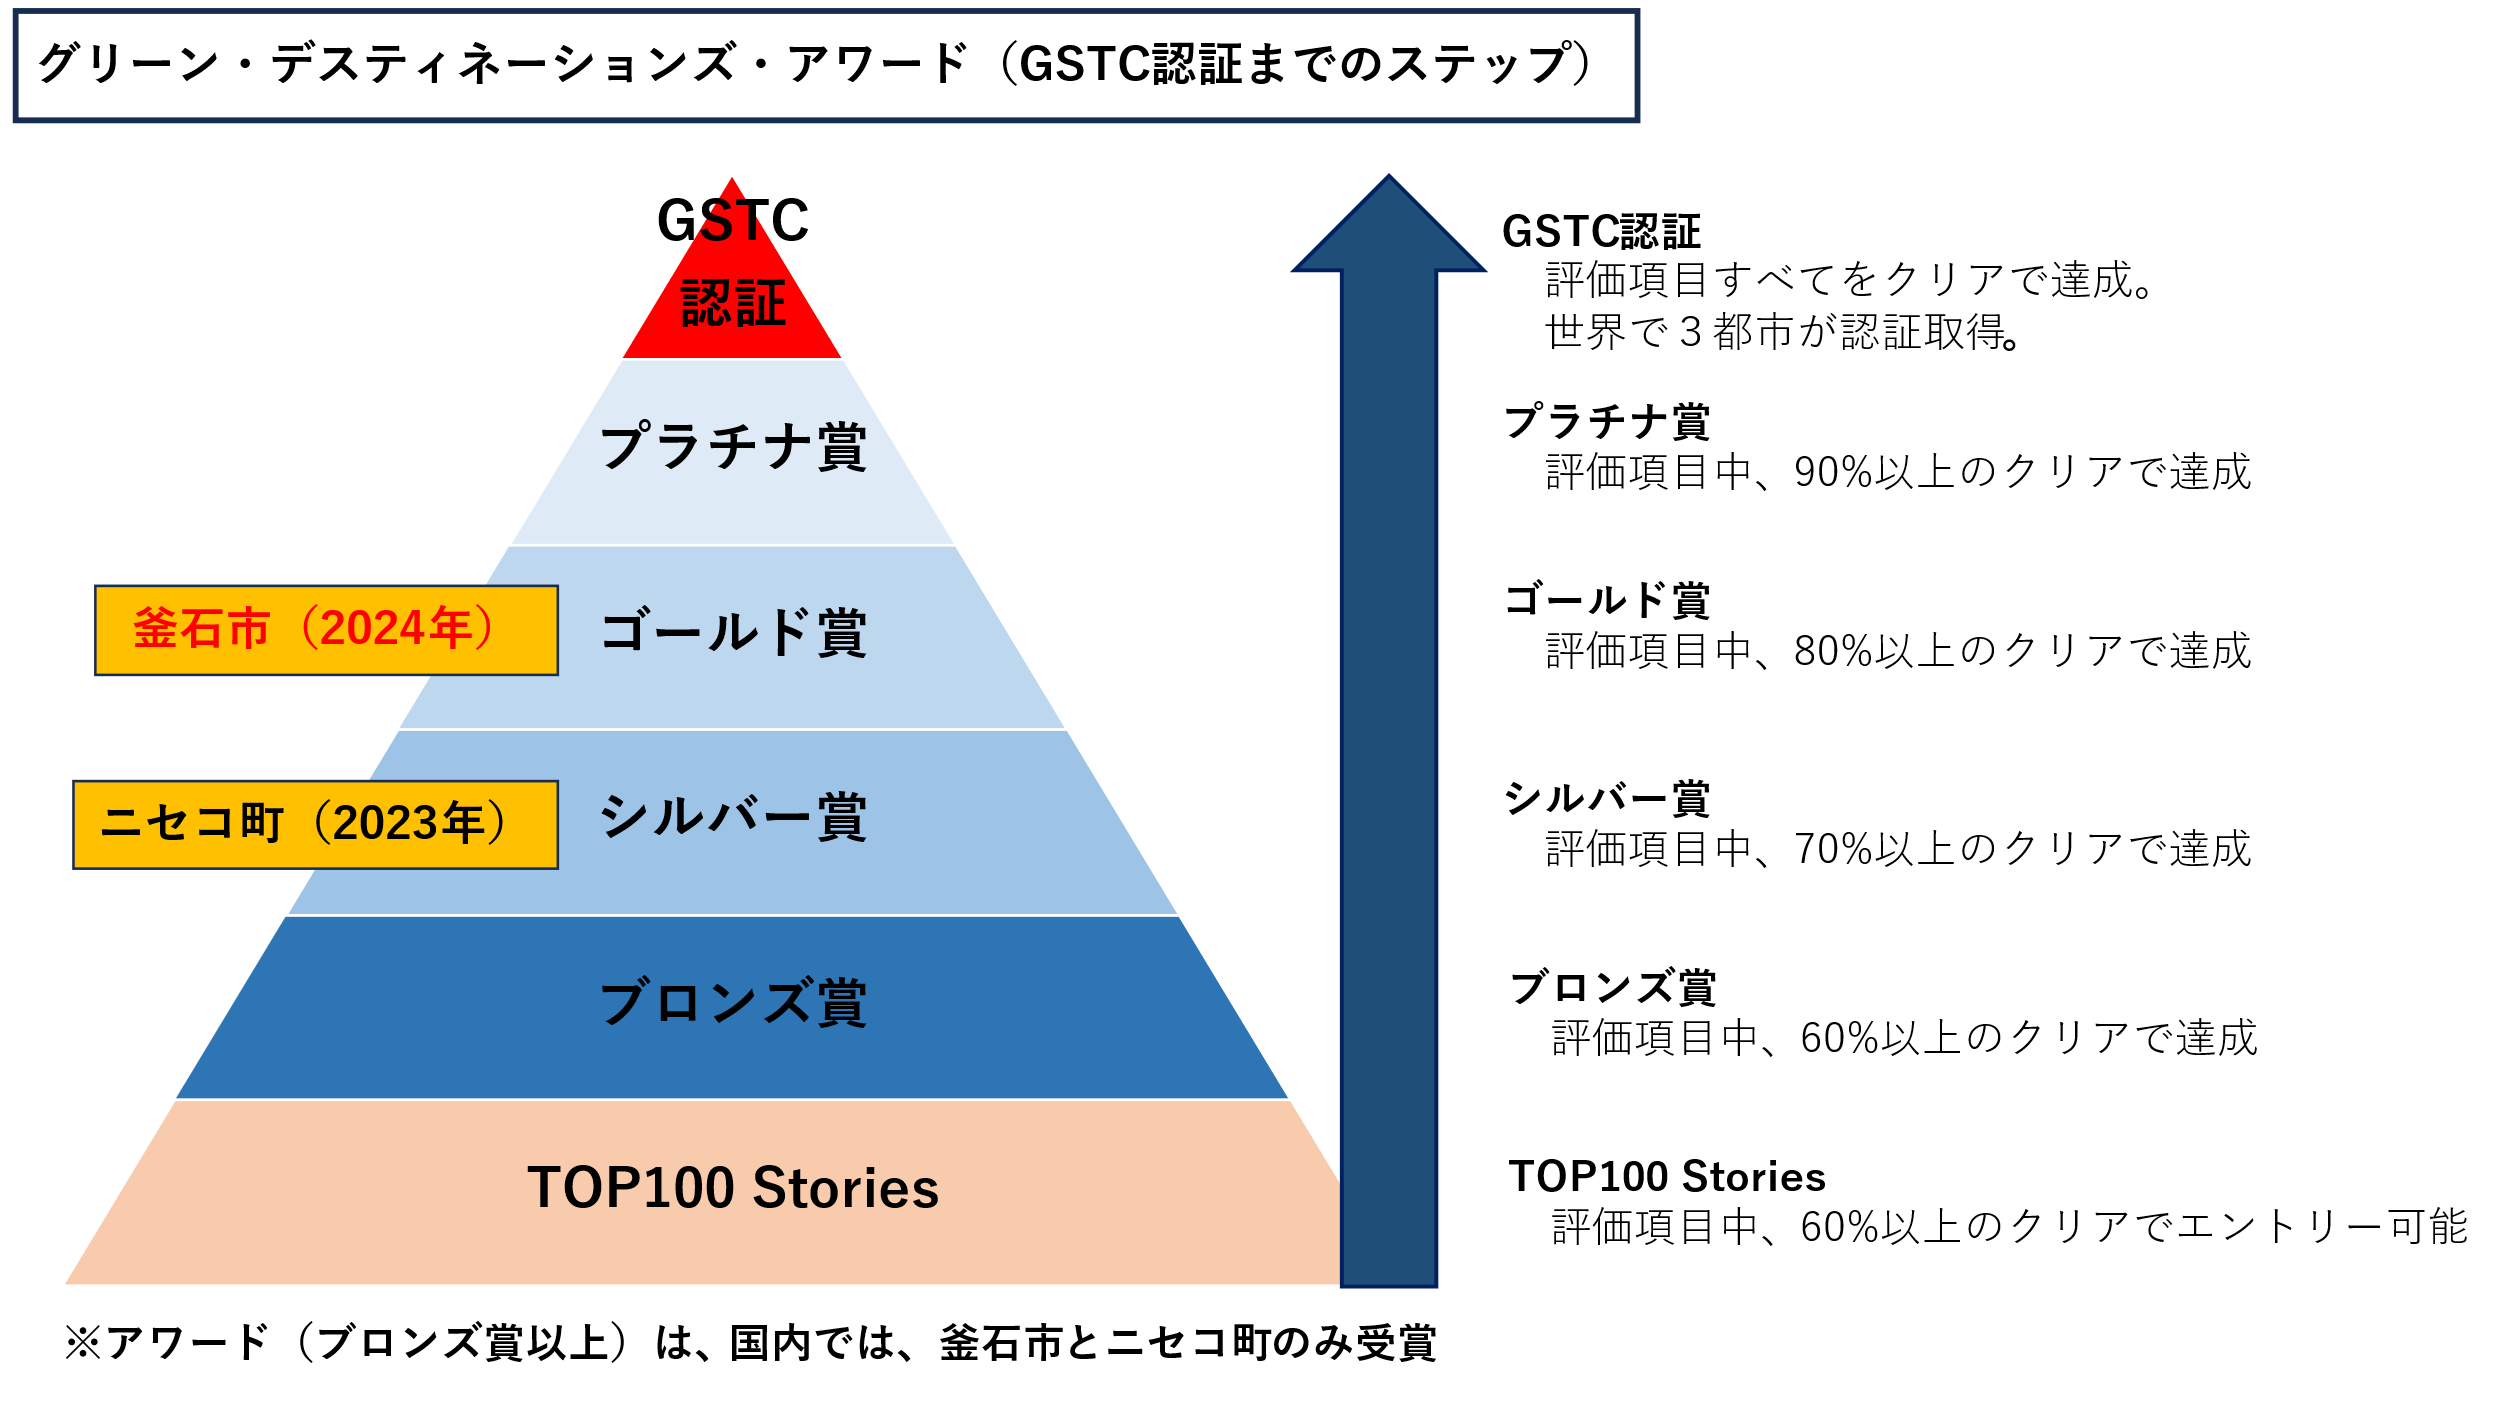 グリーン・デスティネーションズ・アワード（GSTC認証までのステップ）
GSTC
認証
プラチナ賞
釜石市（2024年）
ゴールド賞
ニセコ町（2023年）
シルバー賞
ブロンズ賞
TOP100 Stories
GSTC認証
評価項目すべてをクリアで達成。
世界で３都市が認証取得。
プラチナ賞
評価項目中、90%以上のクリアで達成
ゴールド賞
評価項目中、80%以上のクリアで達成
シルバー賞
評価項目中、70%以上のクリアで達成
ブロンズ賞
評価項目中、60%以上のクリアで達成
TOP100 Stories
評価項目中、60%以上のクリアでエントリー可能
※アワード（ブロンズ賞以上）は、国内では、釜石市とニセコ町のみ受賞